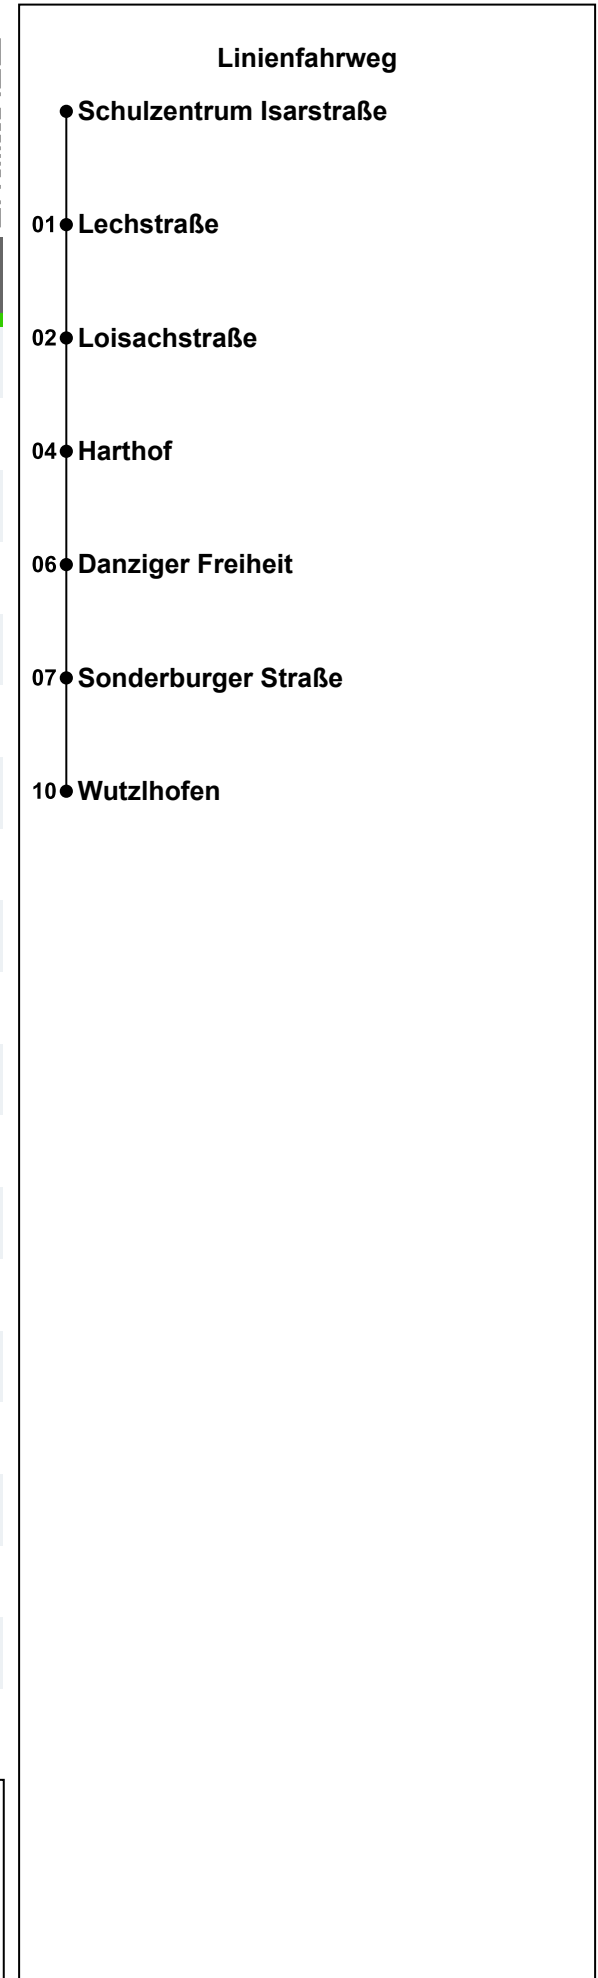 Linienfahrweg
Schulzentrum Isarstraße
01 Lechstraße
02 Loisachstraße
04 Harthof
06 Danziger Freiheit
07 Sonderburger Straße
10 Wutzlhofen